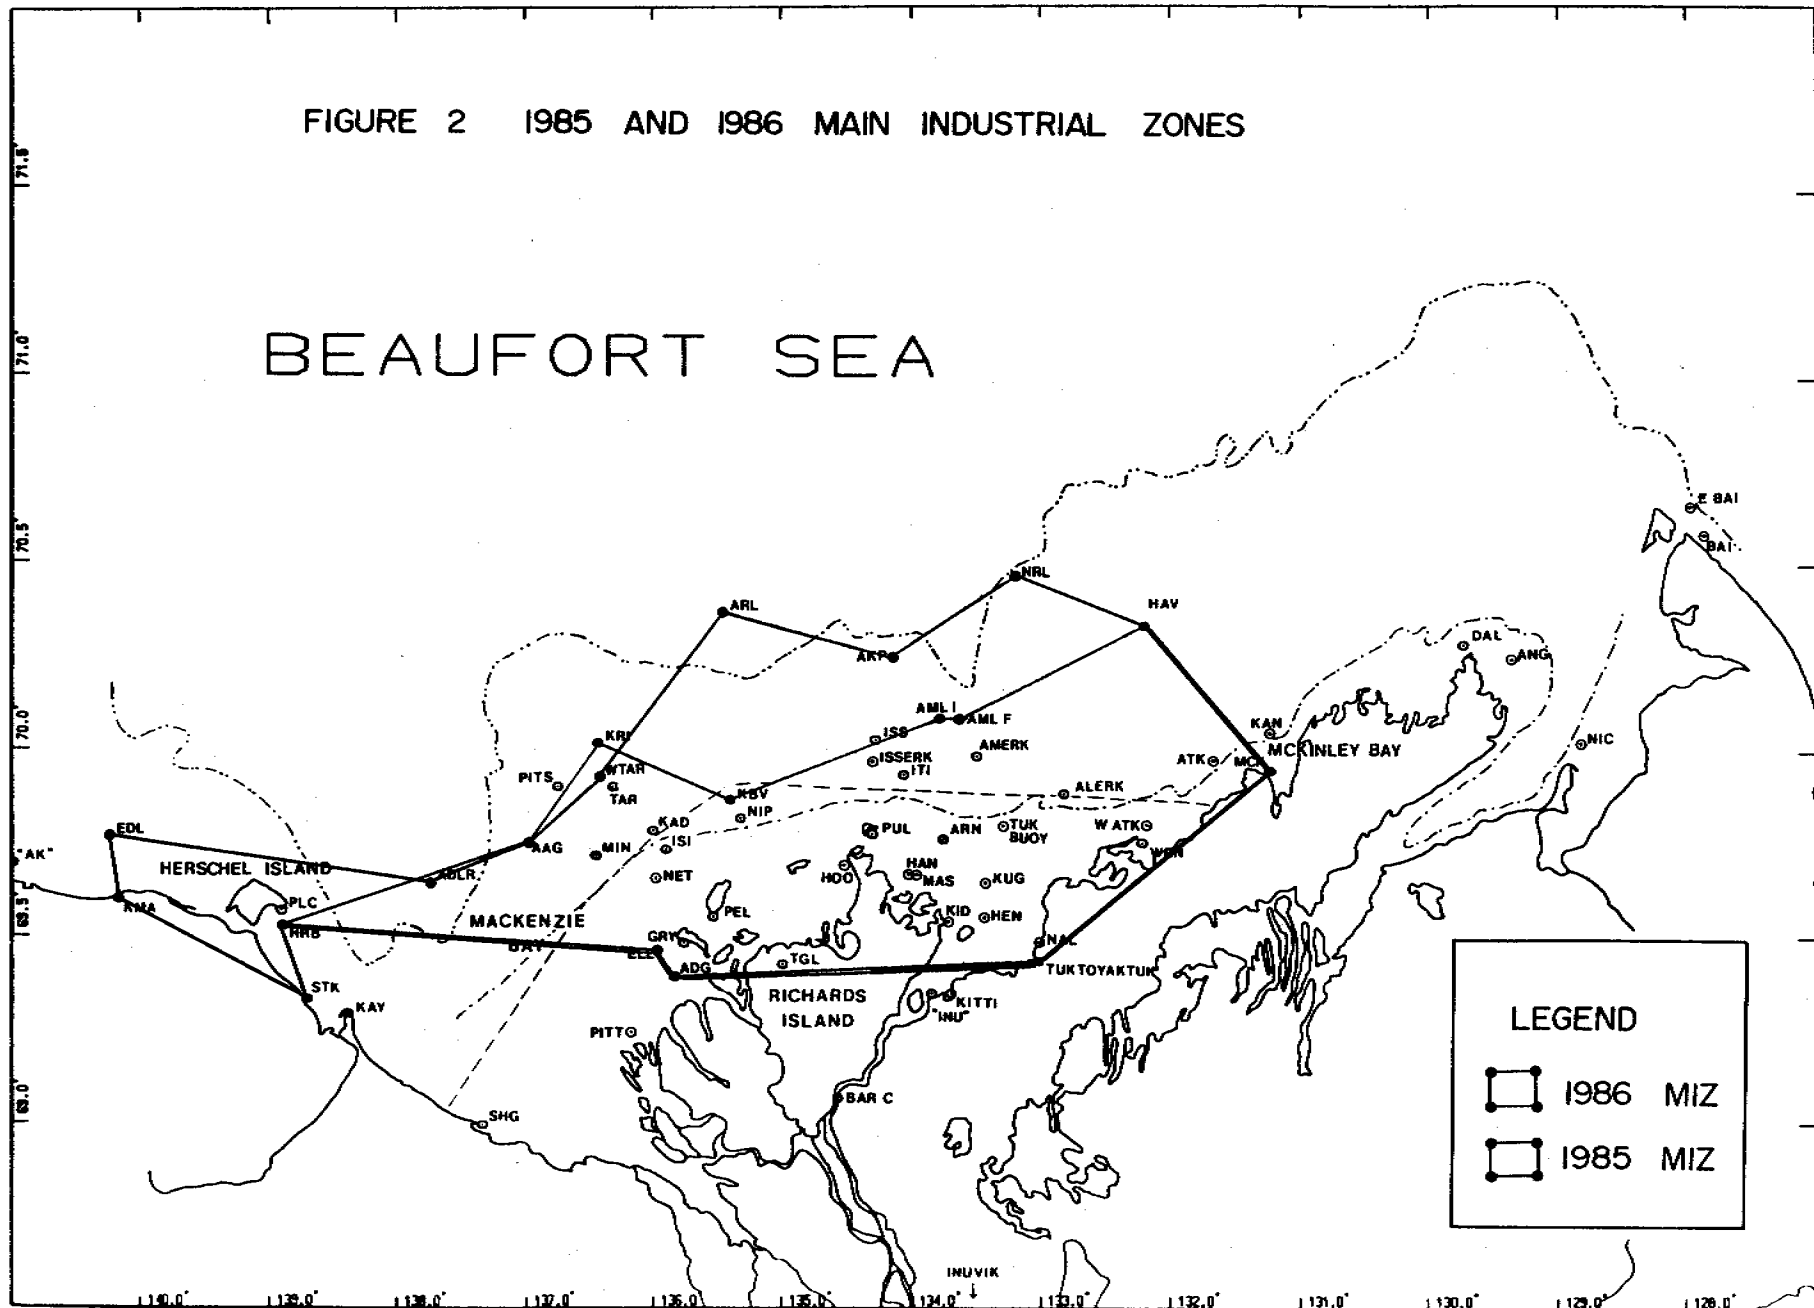 FIGURE 2 1985 AND 1986 MAIN INDUSTRIAL ZONES
71.5°
BEAUFORT SEA
71.0°
E BAI
BAI
70.5°
NRL
ARL
HAV
AKP
DAL
ANG
70.0°
AML I
AML F
KAN
ISS
KRI
AMERK
MCKINLEY BAY
NIC
ISSERK
ITI
ATK
WTAR
PITS
TAR
ALERK
KBV
NIP
EDL
KAD
PUL
ARN
TUK
BUOY
W ATK
"AK"
AAG
MIN
ISI
HERSCHEL ISLAND
ADLR
NET
HOO
HAN
MAS
KUG
69.5°
KMA
PLC
PEL
KID
HEN
HRB
MACKENZIE
BAY
GRY
NAL
ADG
TGL
TUKTOYAKTUK
STK
KAY
RICHARDS
ISLAND
KITTI
"INU"
PITT
LEGEND
1986 MIZ
1985 MIZ
69.0°
BAR C
SHG
INUVIK
140.0° 139.0° 138.0° 137.0° 136.0° 135.0° 134.0° 133.0° 132.0° 131.0° 130.0° 129.0° 128.0°